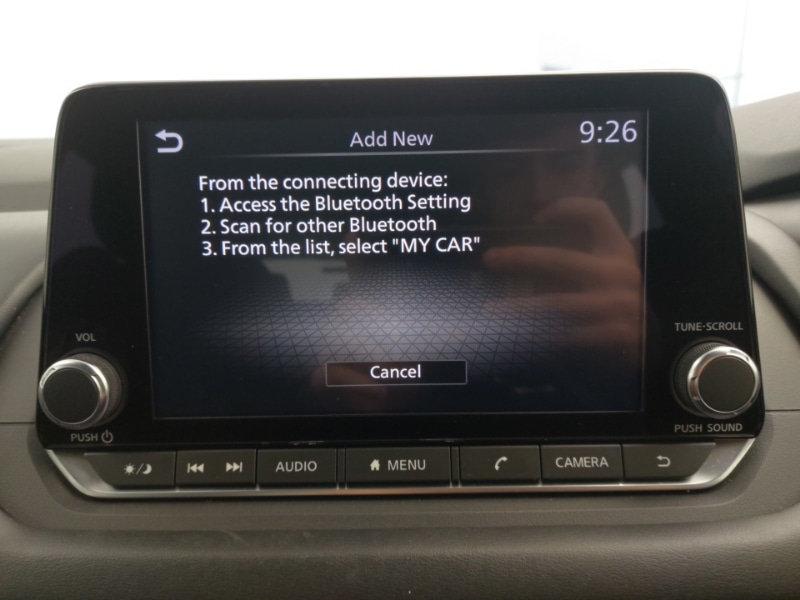 Add New
9:26
From the connecting device:
1. Access the Bluetooth Setting
2. Scan for other Bluetooth
3. From the list, select "MY CAR"
Cancel
VOL
PUSH
TUNE·SCROLL
PUSH SOUND
AUDIO
MENU
CAMERA